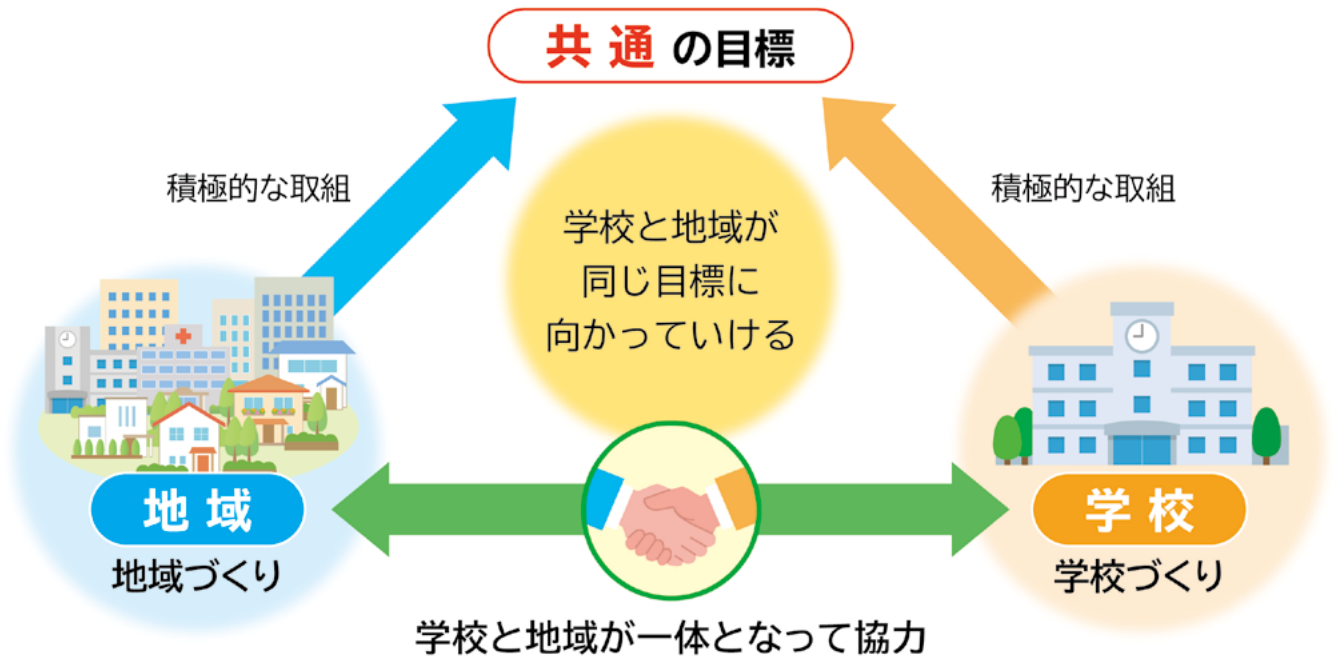 共通の目標
積極的な取組
積極的な取組
学校と地域が
同じ目標に
向かっていける
地域
地域づくり
学校
学校づくり
学校と地域が一体となって協力